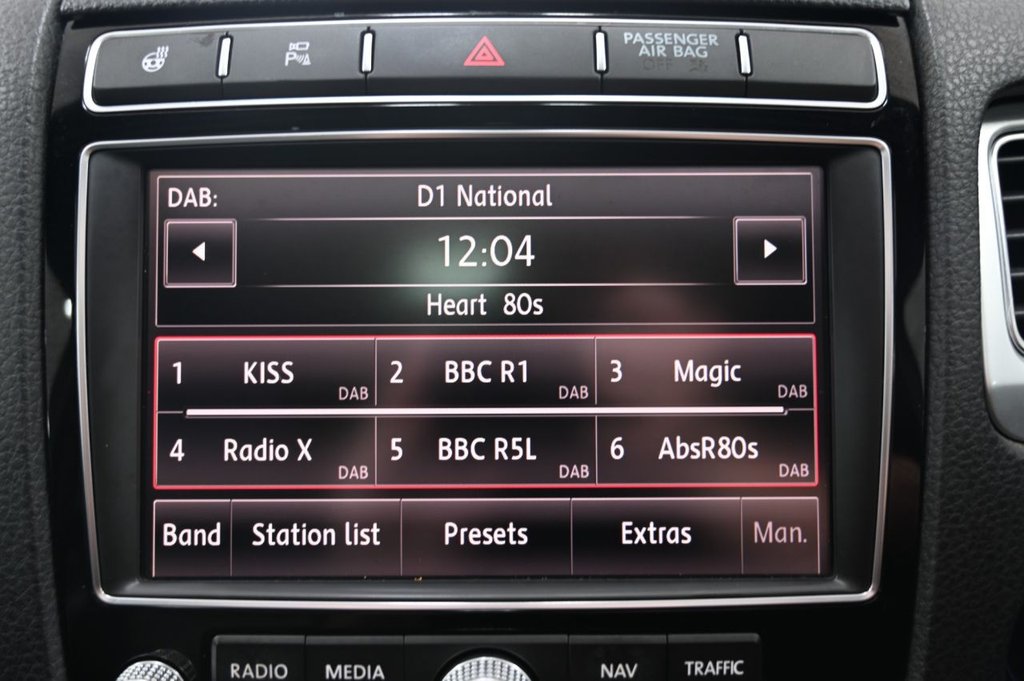 P
PASSENGER
AIR BAG
OFF
DAB: D1 National
12:04
Heart 80s
1 KISS DAB 2 BBC R1 DAB 3 Magic DAB
4 Radio X DAB 5 BBC R5L DAB 6 AbsR80s DAB
Band Station list Presets Extras Man.
RADIO MEDIA NAV TRAFFIC